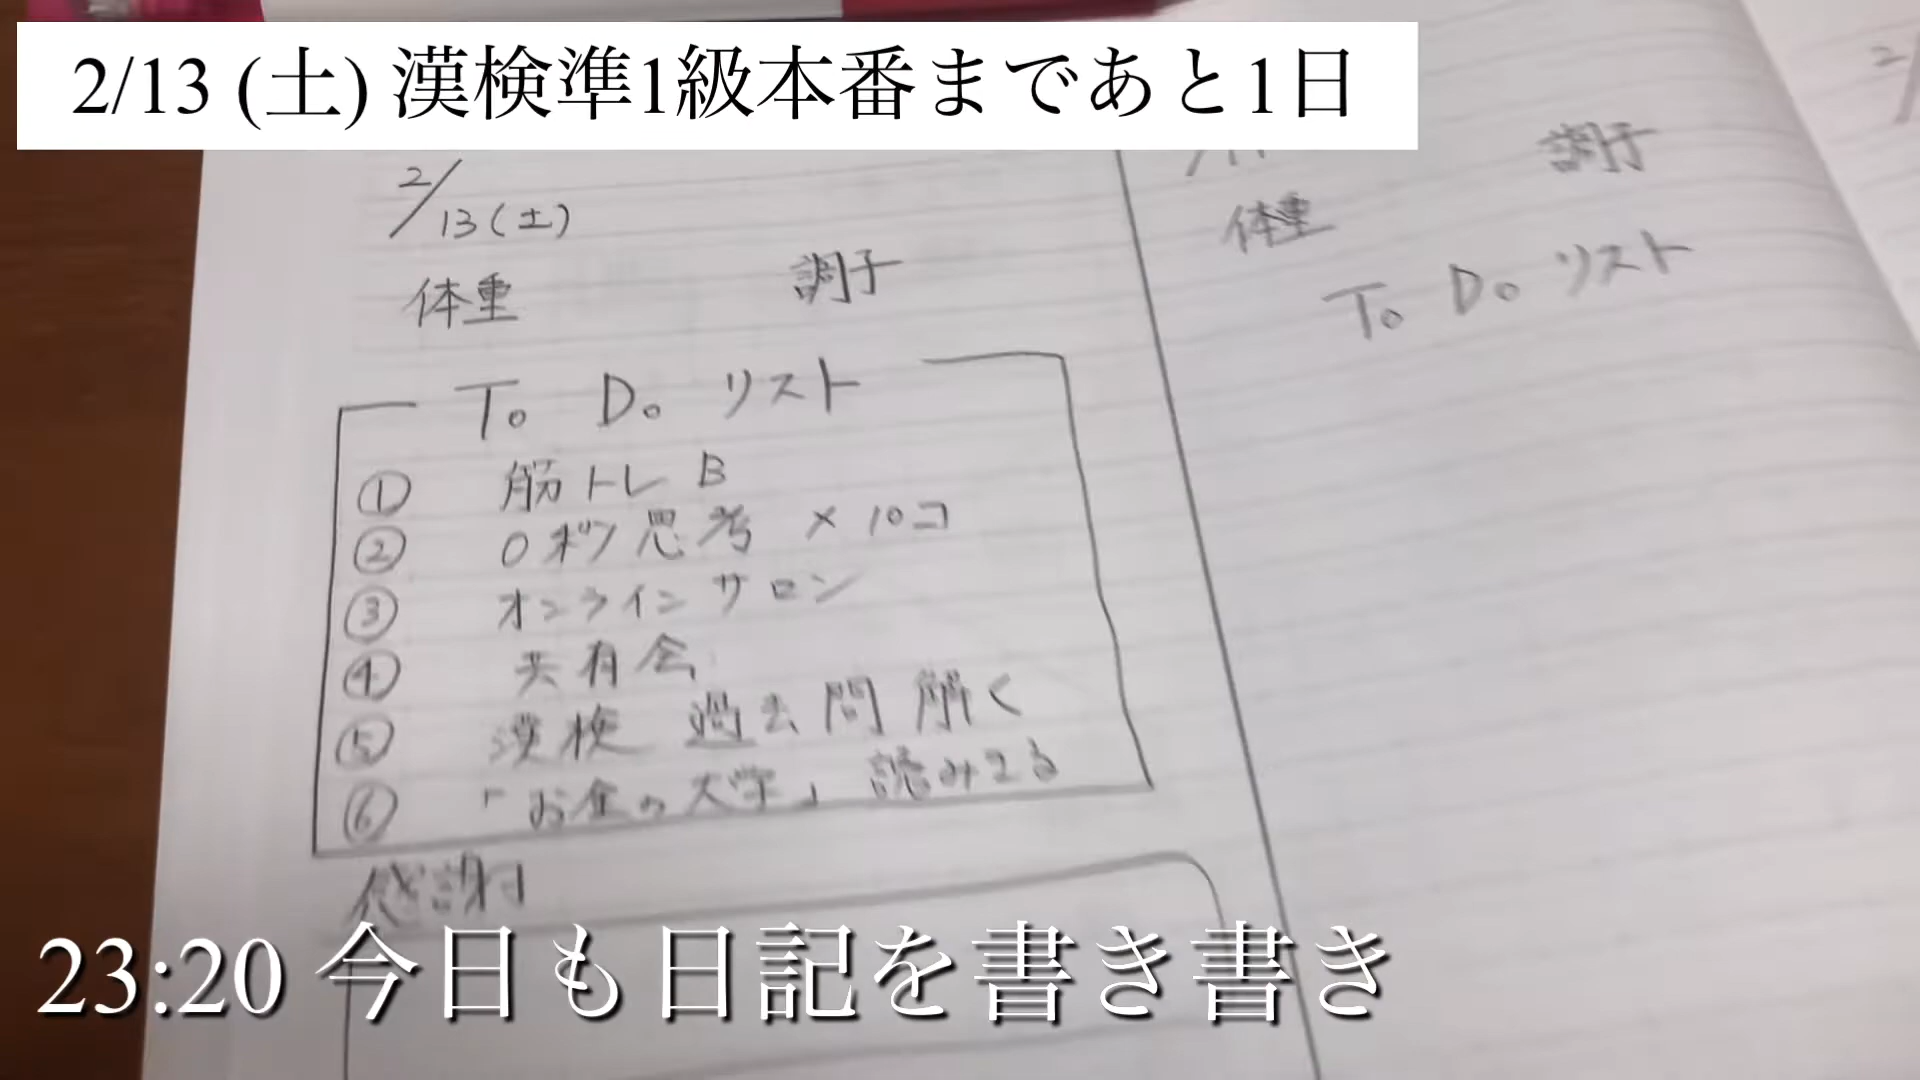 2/13 (土) 漢検準1級本番まであと1日
2/13(土)
体重 調子
To Do リスト
① 筋トレ B
② 0秒思考 × 10コ
③ オンラインサロン
④ 共有会
⑤ 漢検 過去問 解く
⑥ 「お金の大学」 読みきる
感謝
体重 調子
To Do リスト
23:20 今日も日記を書き書き